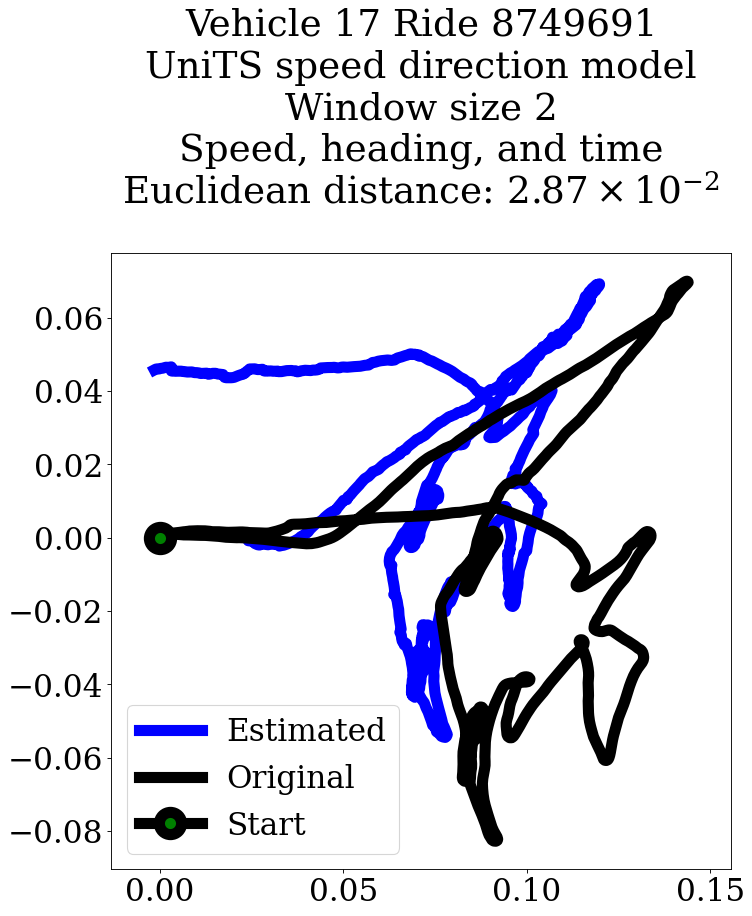 Vehicle 17 Ride 8749691
UniTS speed direction model
Window size 2
Speed, heading, and time
Euclidean distance: 2.87 × 10⁻²
0.06
0.04
0.02
0.00
−0.02
−0.04
−0.06
−0.08
Estimated
Original
Start
0.00 0.05 0.10 0.15